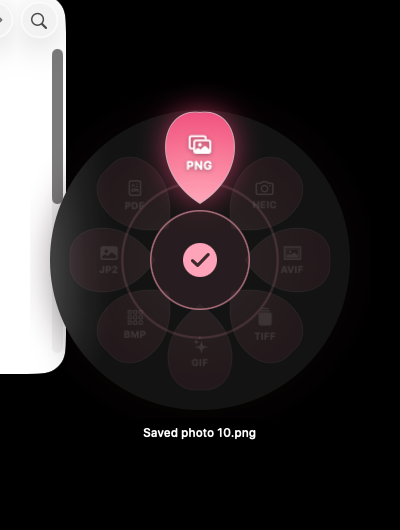 PNG
PDF
HEIC
JP2
AVIF
BMP
TIFF
GIF
Saved photo 10.png